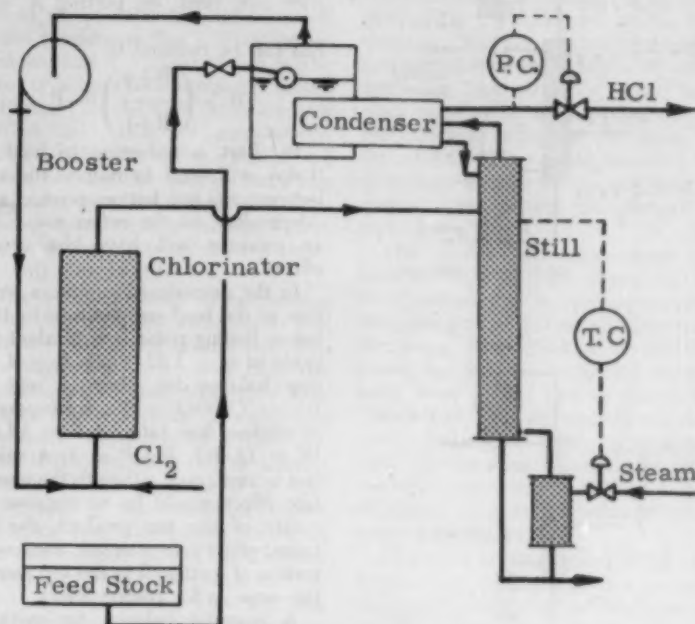 P.C.
HCl
Condenser
Booster
Still
Chlorinator
T.C
Cl2
Steam
Feed Stock